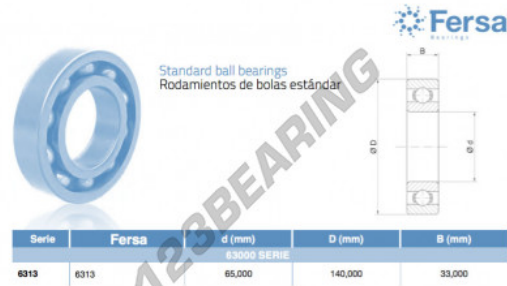 Fersa
Bearings
Standard ball bearings
Rodamientos de bolas estándar
B
Ø D
Ø d
123BEARING
Serie Fersa d (mm) D (mm) B (mm)
63000 SERIE
6313 6313 65,000 140,000 33,000